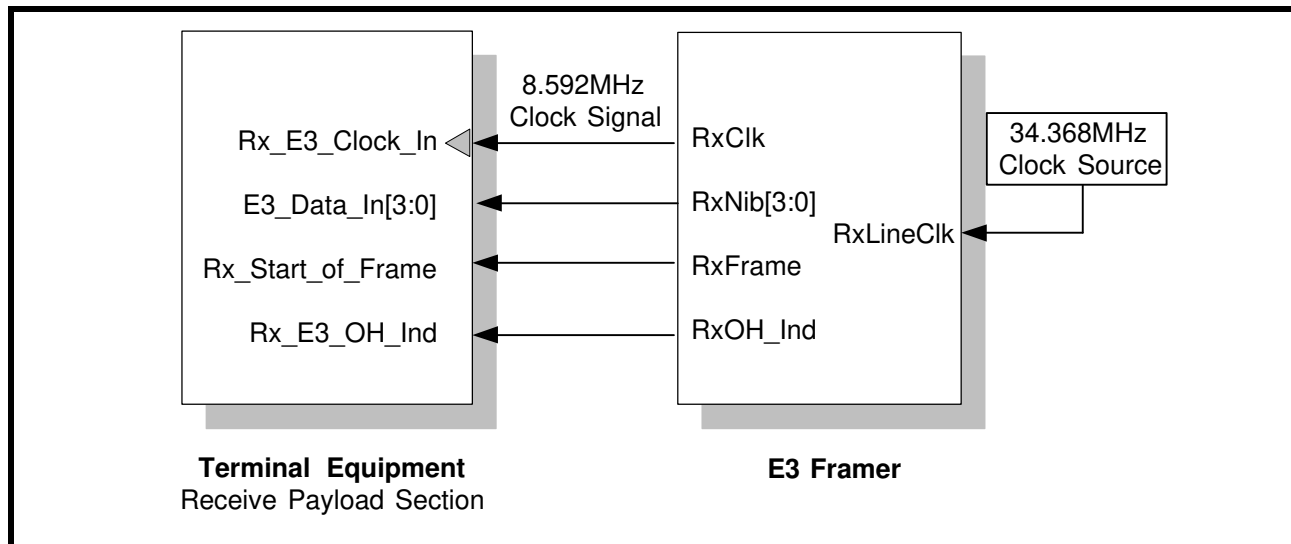 8.592MHz
Clock Signal
Rx_E3_Clock_In
E3_Data_In[3:0]
Rx_Start_of_Frame
Rx_E3_OH_Ind
RxClk
RxNib[3:0]
RxLineClk
RxFrame
RxOH_Ind
34.368MHz
Clock Source
Terminal Equipment
Receive Payload Section
E3 Framer